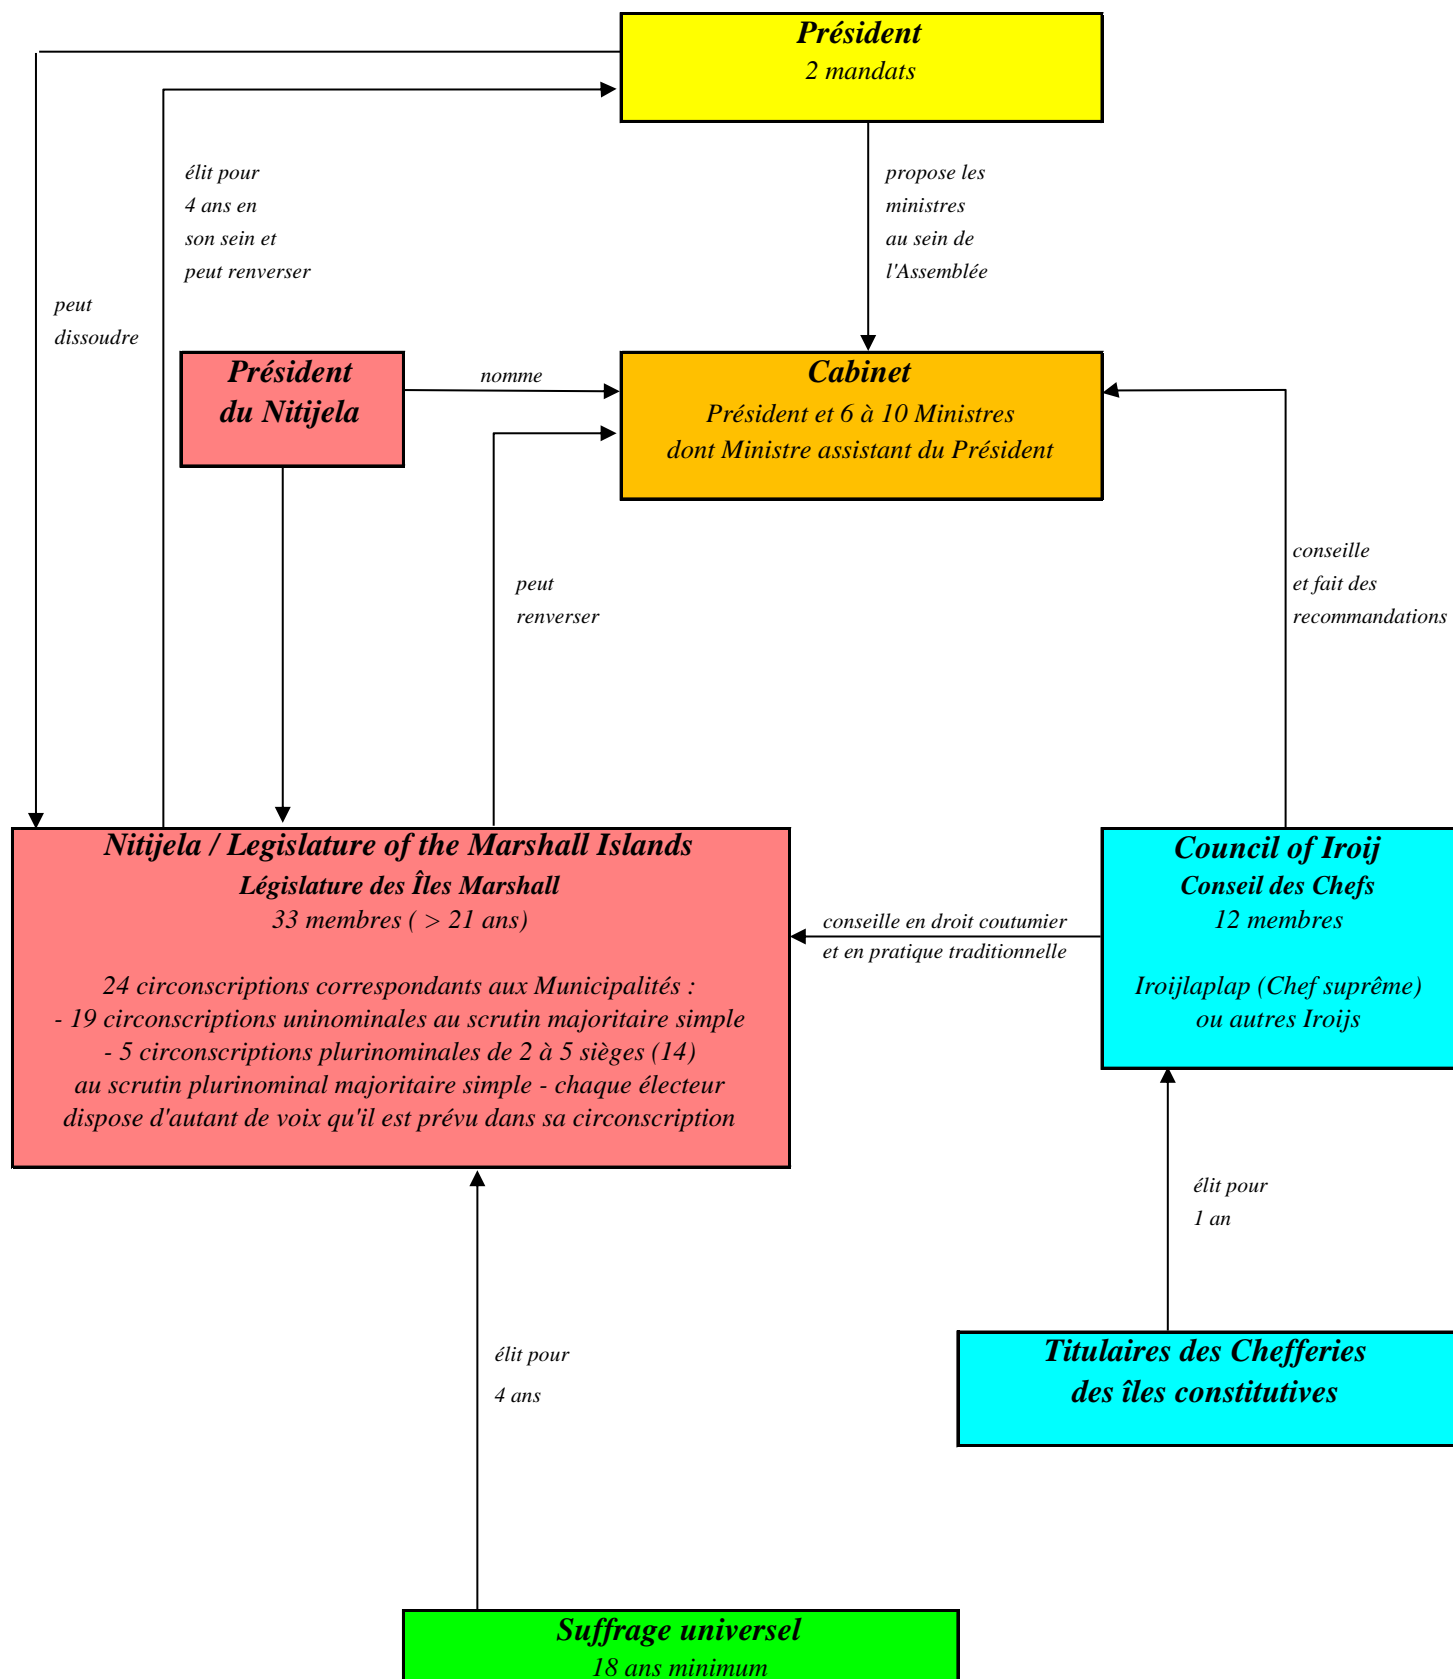 Président
2 mandats
élit pour
4 ans en
son sein et
peut renverser
propose les
ministres
au sein de
l'Assemblée
peut
dissoudre
Président
du Nitijela
nomme
Cabinet
Président et 6 à 10 Ministres
dont Ministre assistant du Président
peut
renverser
conseille
et fait des
recommandations
Nitijela / Legislature of the Marshall Islands
Législature des Îles Marshall
33 membres ( > 21 ans)
24 circonscriptions correspondants aux Municipalités :
- 19 circonscriptions uninominales au scrutin majoritaire simple
- 5 circonscriptions plurinominales de 2 à 5 sièges (14)
au scrutin plurinominal majoritaire simple - chaque électeur
dispose d'autant de voix qu'il est prévu dans sa circonscription
conseille en droit coutumier
et en pratique traditionnelle
Council of Iroij
Conseil des Chefs
12 membres
Iroijlaplap (Chef suprême)
ou autres Iroijs
élit pour
1 an
Titulaires des Chefferies
des îles constitutives
élit pour
4 ans
Suffrage universel
18 ans minimum